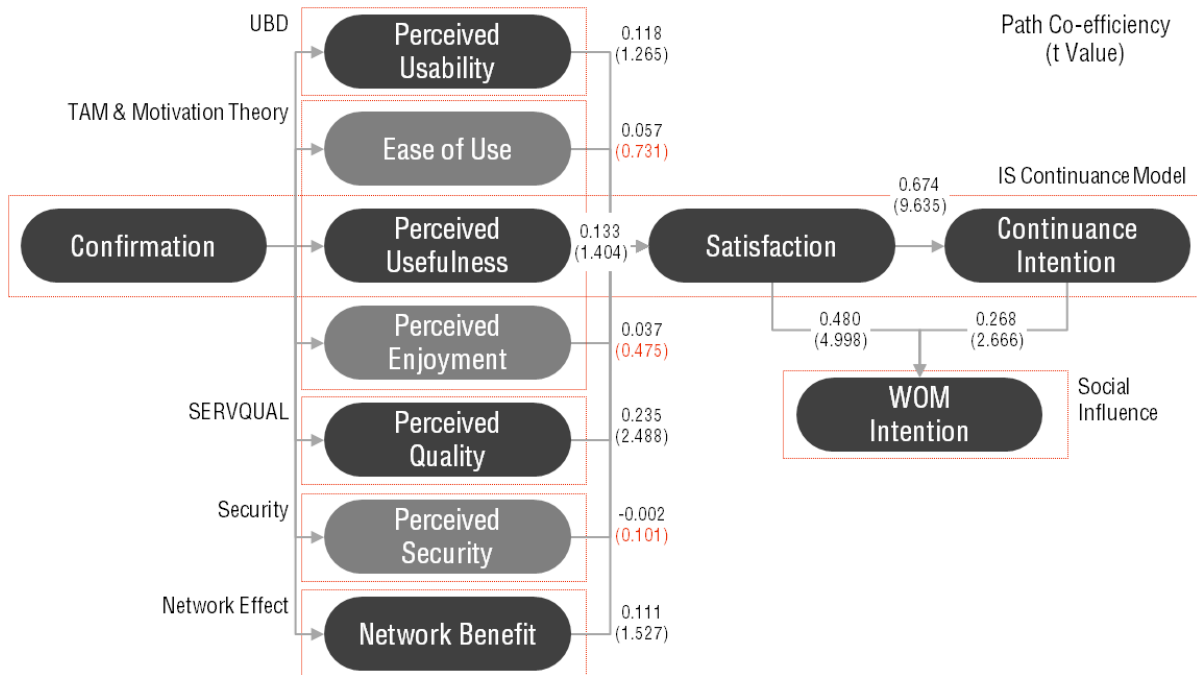 UBD
Perceived
Usability
0.118
(1.265)
Path Co-efficiency
(t Value)
TAM & Motivation Theory
Ease of Use
0.057
(0.731)
IS Continuance Model
Confirmation
Perceived
Usefulness
0.133
(1.404)
Satisfaction
0.674
(9.635)
Continuance
Intention
Perceived
Enjoyment
0.037
(0.475)
0.480
(4.998)
0.268
(2.666)
WOM
Intention
Social
Influence
SERVQUAL
Perceived
Quality
0.235
(2.488)
Security
Perceived
Security
-0.002
(0.101)
Network Effect
Network Benefit
0.111
(1.527)